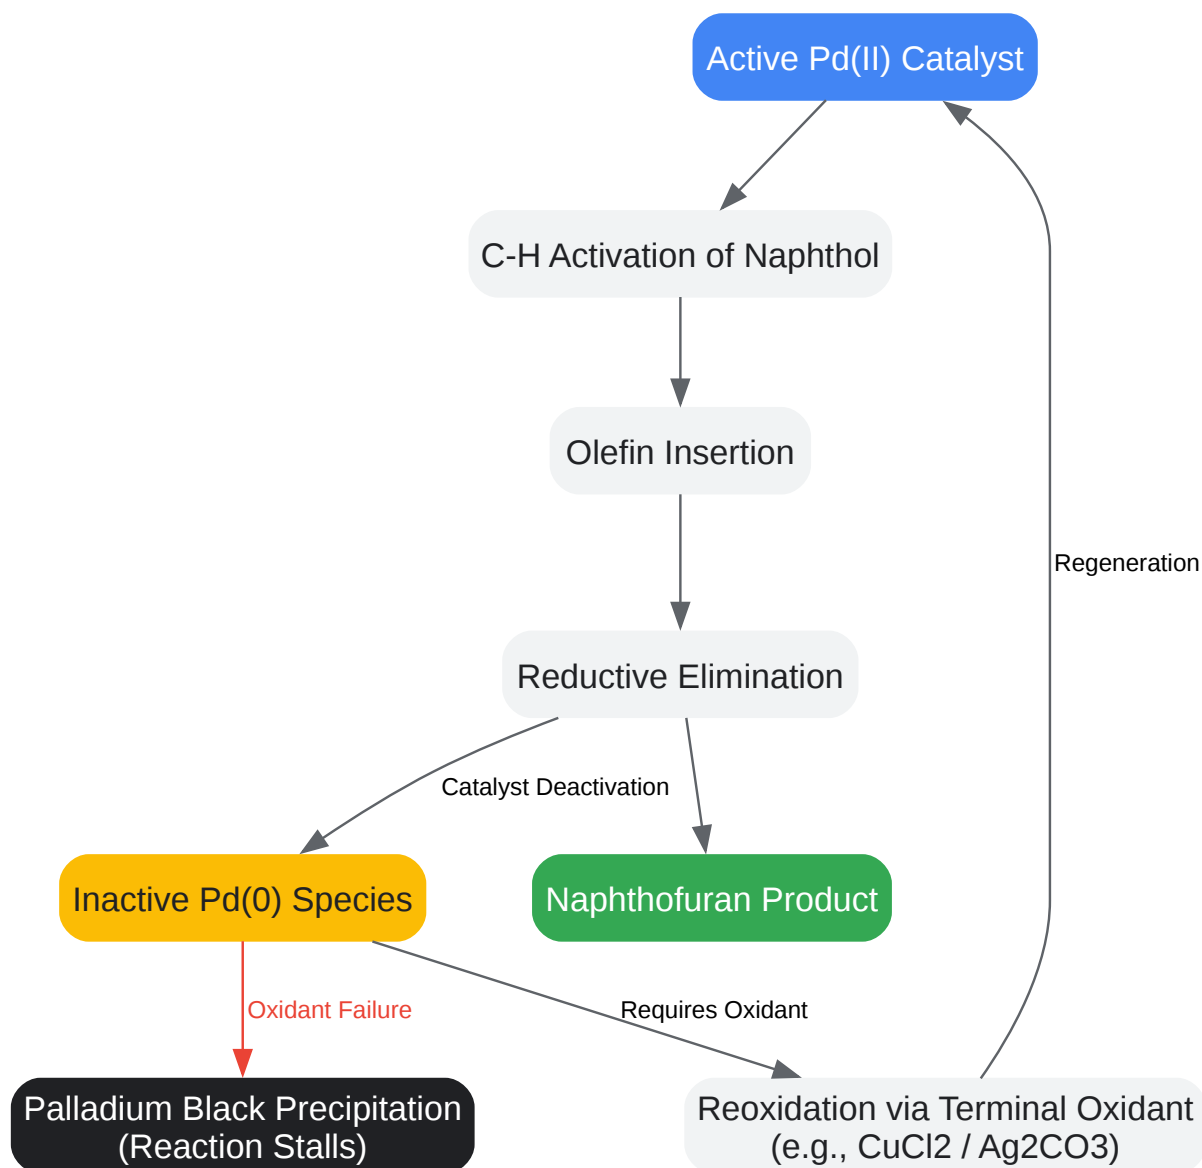 Active Pd(II) Catalyst
C-H Activation of Naphthol
Olefin Insertion
Regeneration
Reductive Elimination
Catalyst Deactivation
Inactive Pd(0) Species
Naphthofuran Product
Oxidant Failure
Requires Oxidant
Palladium Black Precipitation
(Reaction Stalls)
Reoxidation via Terminal Oxidant
(e.g., CuCl2 / Ag2CO3)